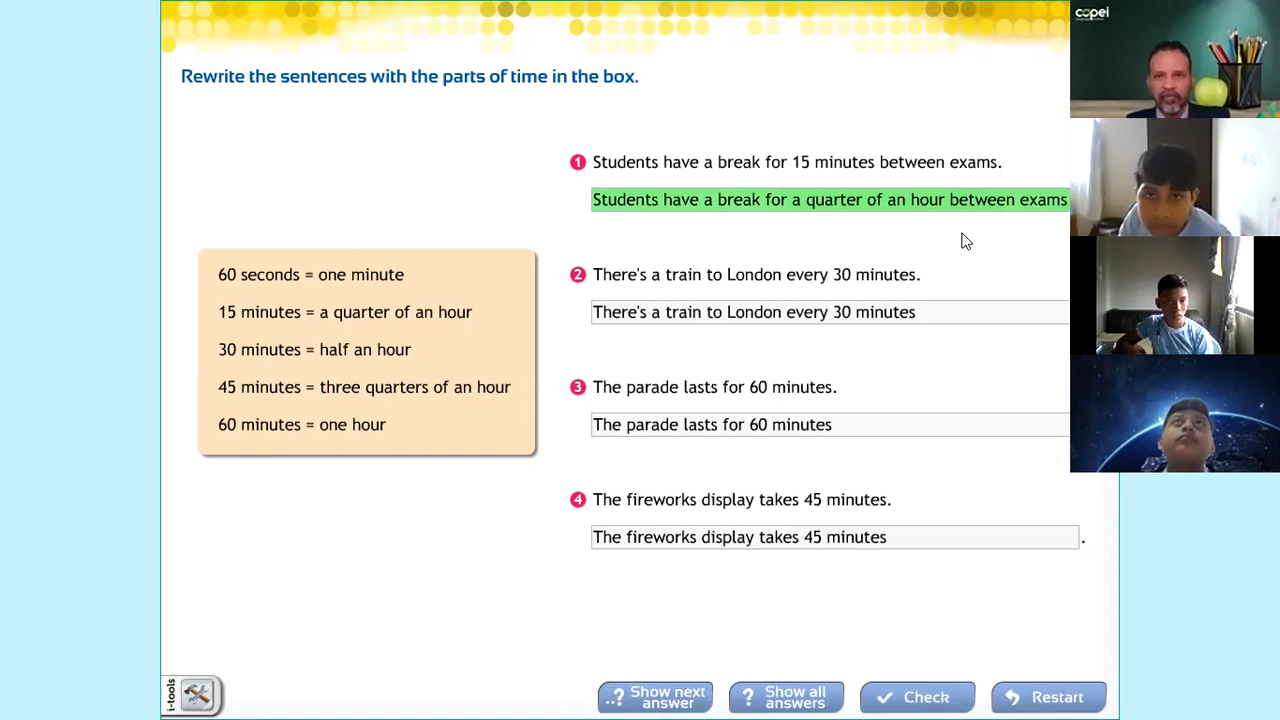 Rewrite the sentences with the parts of time in the box.
1 Students have a break for 15 minutes between exams.
Students have a break for a quarter of an hour between exams
2 There's a train to London every 30 minutes.
There's a train to London every 30 minutes
3 The parade lasts for 60 minutes.
The parade lasts for 60 minutes
4 The fireworks display takes 45 minutes.
The fireworks display takes 45 minutes .
60 seconds = one minute
15 minutes = a quarter of an hour
30 minutes = half an hour
45 minutes = three quarters of an hour
60 minutes = one hour
i-tools
..? Show next
answer
? Show all
answers
Check
Restart
copei